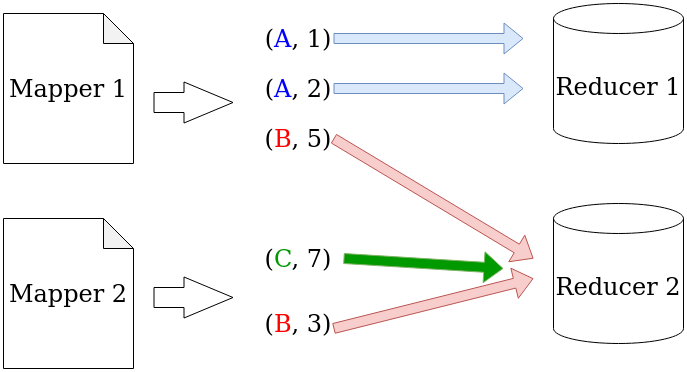 Mapper 1
(A, 1)
(A, 2)
(B, 5)
Reducer 1
Mapper 2
(C, 7)
(B, 3)
Reducer 2